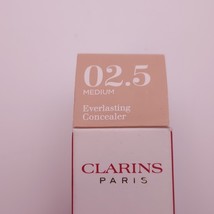 02.5
MEDIUM
Everlasting
Concealer
CLARINS
PARIS